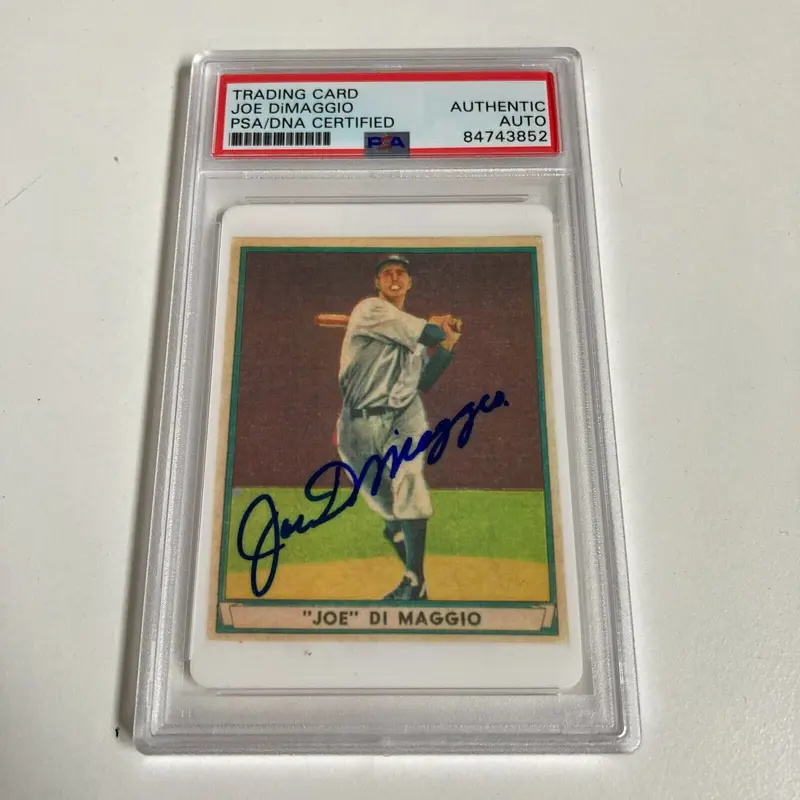 TRADING CARD
JOE DiMAGGIO
PSA/DNA CERTIFIED
AUTHENTIC
AUTO
84743852
PSA
Joe DiMaggio
"JOE" DI MAGGIO